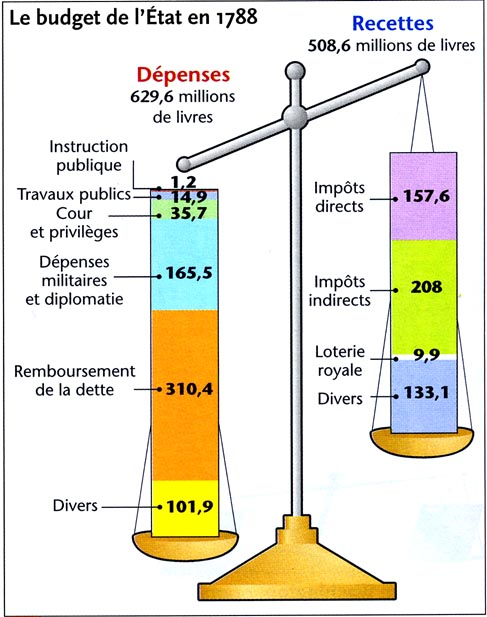 Le budget de l'État en 1788
Recettes
508,6 millions de livres
Dépenses
629,6 millions
de livres
Instruction
publique
1,2
Travaux publics
14,9
Cour
et privilèges
35,7
Dépenses
militaires
et diplomatie
165,5
Remboursement
de la dette
310,4
Divers
101,9
Impôts
directs
157,6
Impôts
indirects
208
Loterie
royale
9,9
Divers
133,1